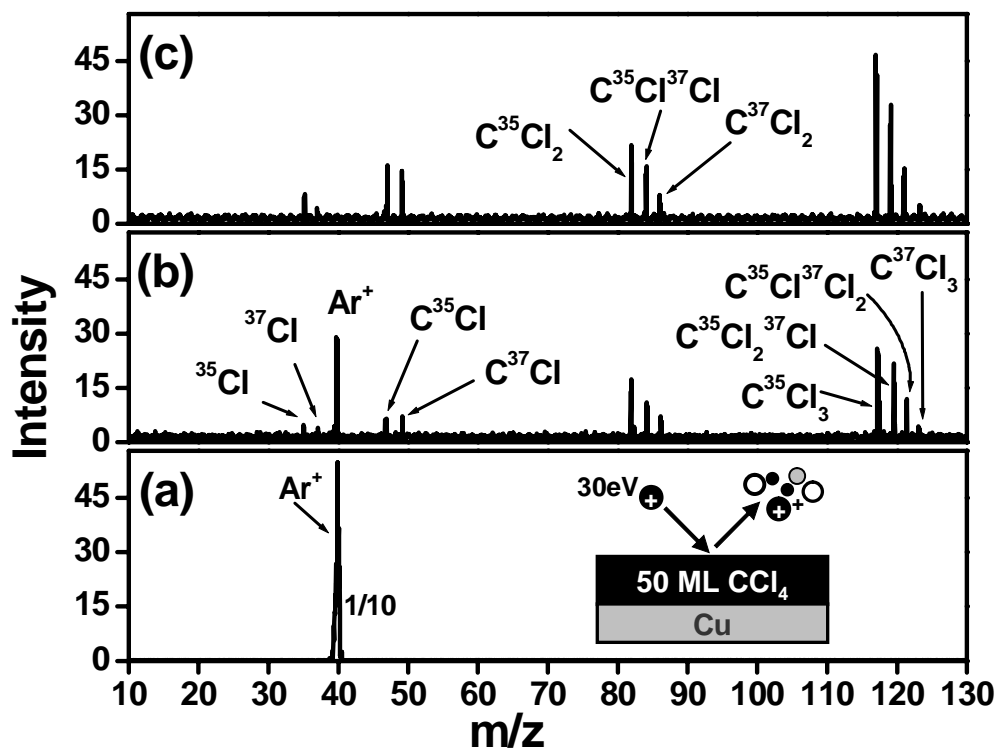 (c)
45
30
15
0
C³⁵Cl₂
C³⁵Cl³⁷Cl
C³⁷Cl₂
(b)
45
30
15
0
³⁵Cl
³⁷Cl
Ar⁺
C³⁵Cl
C³⁷Cl
C³⁵Cl₃
C³⁵Cl₂³⁷Cl
C³⁵Cl³⁷Cl₂
C³⁷Cl₃
(a)
45
30
15
0
Ar⁺
1/10
30eV
+
+
+
50 ML CCl₄
Cu
10 20 30 40 50 60 70 80 90 100 110 120 130
m/z
Intensity